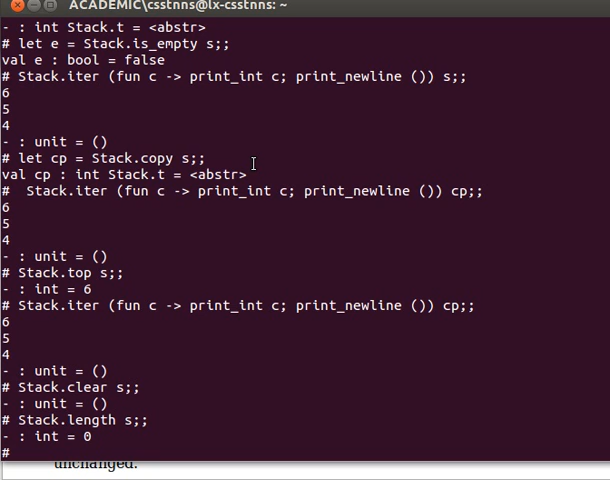 ACADEMIC\csstnns@lx-csstnns: ~
- : int Stack.t = <abstr>
# let e = Stack.is_empty s;;
val e : bool = false
# Stack.iter (fun c -> print_int c; print_newline ()) s;;
6
5
4
- : unit = ()
# let cp = Stack.copy s;;
val cp : int Stack.t = <abstr>
#  Stack.iter (fun c -> print_int c; print_newline ()) cp;;
6
5
4
- : unit = ()
# Stack.top s;;
- : int = 6
# Stack.iter (fun c -> print_int c; print_newline ()) cp;;
6
5
4
- : unit = ()
# Stack.clear s;;
- : unit = ()
# Stack.length s;;
- : int = 0
#
unchanged.